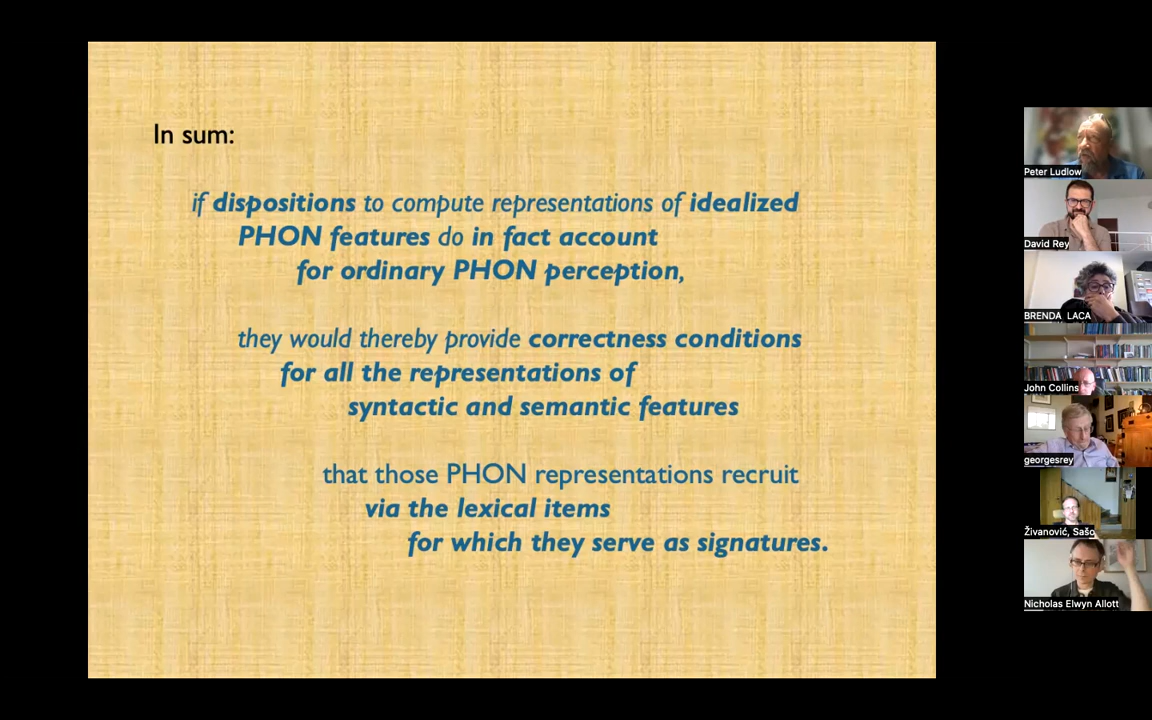 In sum:
if dispositions to compute representations of idealized
PHON features do in fact account
for ordinary PHON perception,
they would thereby provide correctness conditions
for all the representations of
syntactic and semantic features
that those PHON representations recruit
via the lexical items
for which they serve as signatures.
Peter Ludlow
David Rey
BRENDA LACA
John Collins
georgesrey
Živanović, Sašo
Nicholas Elwyn Allott